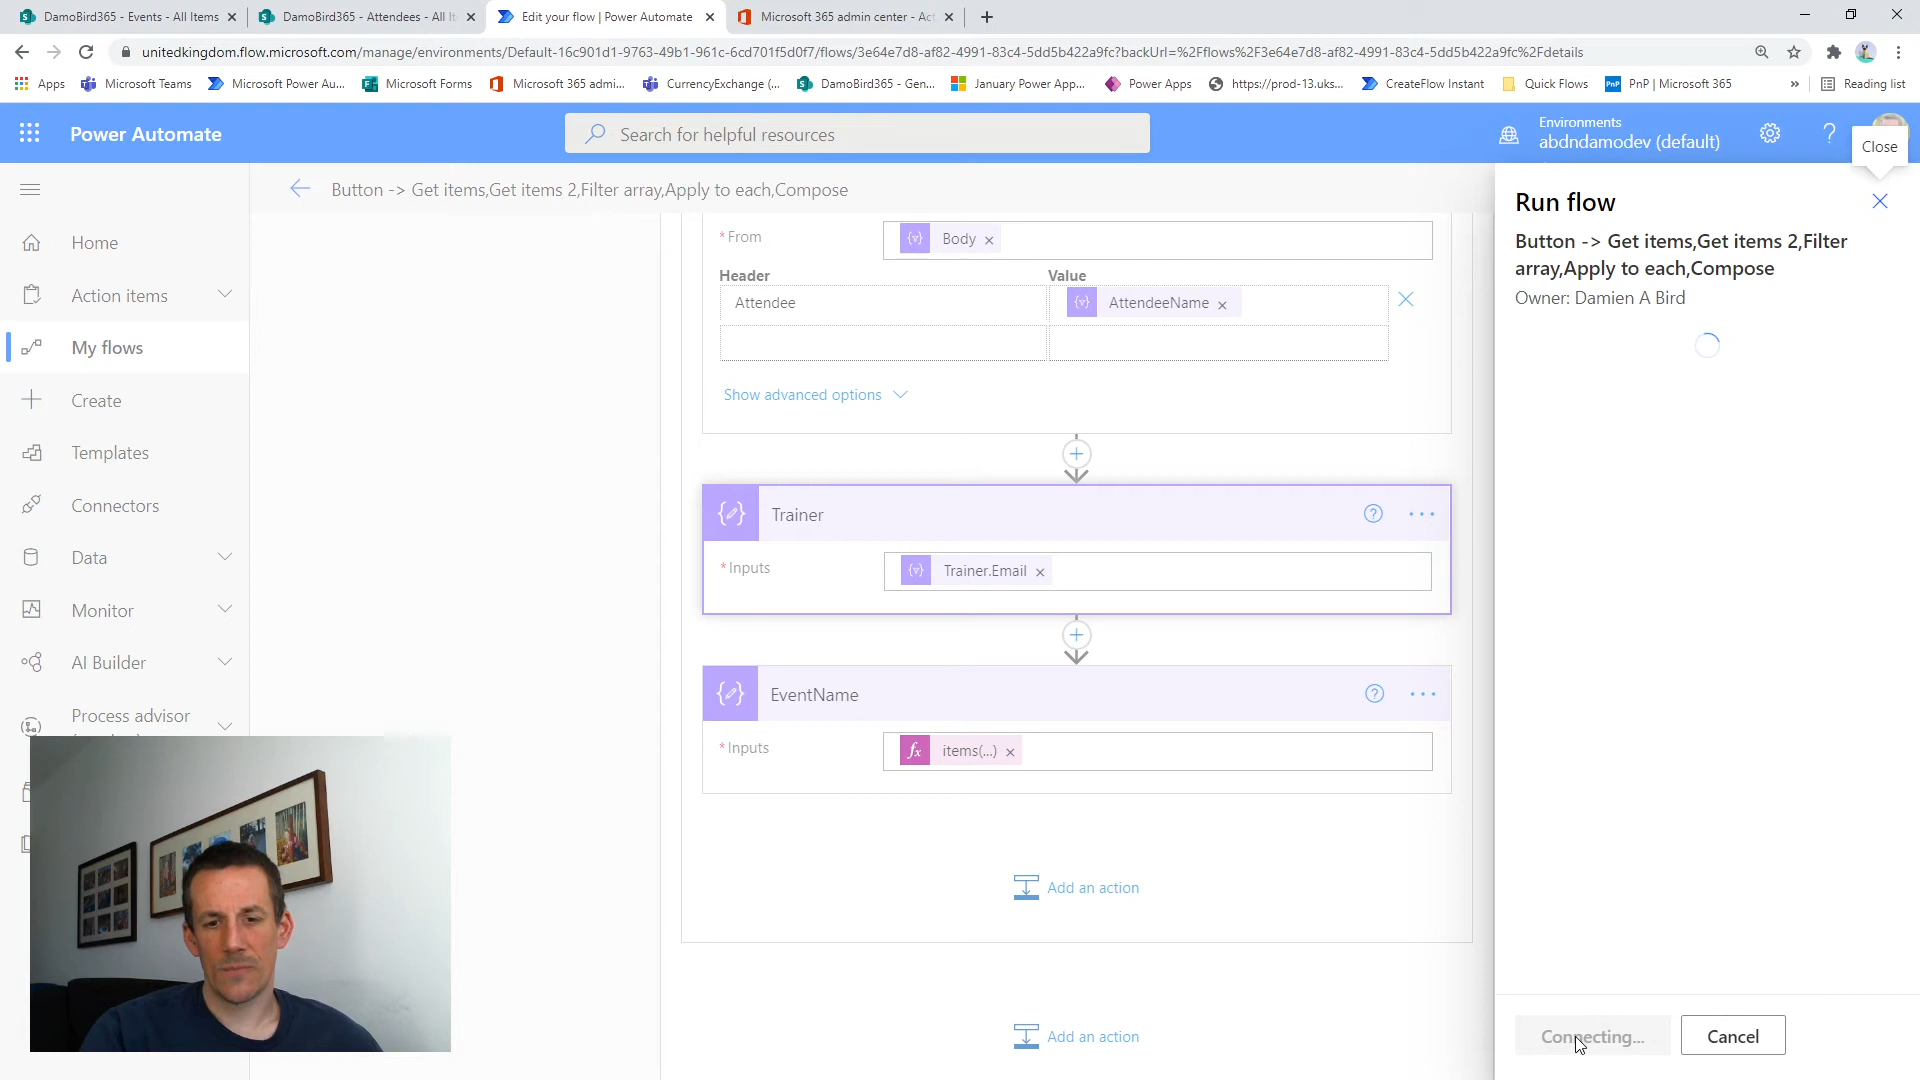 DamoBird365 - Events - All Items
DamoBird365 - Attendees - All It
Edit your flow | Power Automate
Microsoft 365 admin center - Act
unitedkingdom.flow.microsoft.com/manage/environments/Default-16c901d1-9763-49b1-961c-6cd701f5d0f7/flows/3e64e7d8-af82-4991-83c4-5dd5b422a9fc?backUrl=%2Fflows%2F3e64e7d8-af82-4991-83c4-5dd5b422a9fc%2Fdetails
Apps
Microsoft Teams
Microsoft Power Au...
Microsoft Forms
Microsoft 365 admi...
CurrencyExchange (...
DamoBird365 - Gen...
January Power App...
Power Apps
https://prod-13.uks...
CreateFlow Instant
Quick Flows
PnP | Microsoft 365
»
Reading list
Power Automate
Search for helpful resources
Environments
abdndamodev (default)
Close
Button -> Get items,Get items 2,Filter array,Apply to each,Compose
Home
Action items
My flows
Create
Templates
Connectors
Data
Monitor
AI Builder
Process advisor
* From
Body
Header
Value
Attendee
AttendeeName
Show advanced options
Trainer
* Inputs
Trainer.Email
EventName
* Inputs
fx items(...)
Add an action
Add an action
Run flow
Button -> Get items,Get items 2,Filter
array,Apply to each,Compose
Owner: Damien A Bird
Connecting...
Cancel